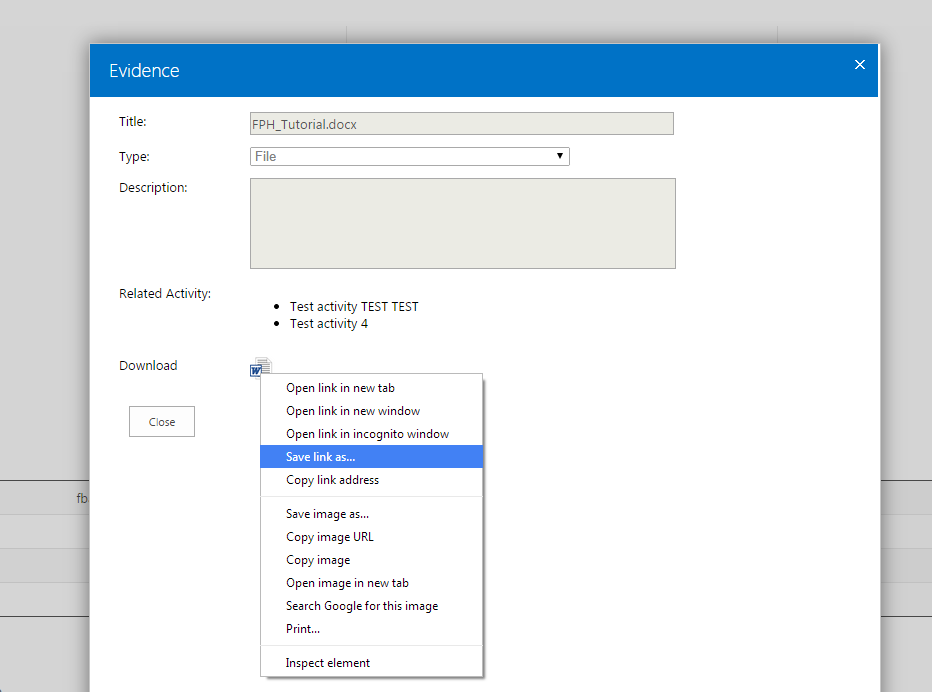 Evidence
Title:
FPH_Tutorial.docx
Type:
File
Description:
Related Activity:
Test activity TEST TEST
Test activity 4
Download
W
Open link in new tab
Open link in new window
Close
Open link in incognito window
Save link as...
Copy link address
fb
Save image as...
Copy image URL
Copy image
Open image in new tab
Search Google for this image
Print...
Inspect element